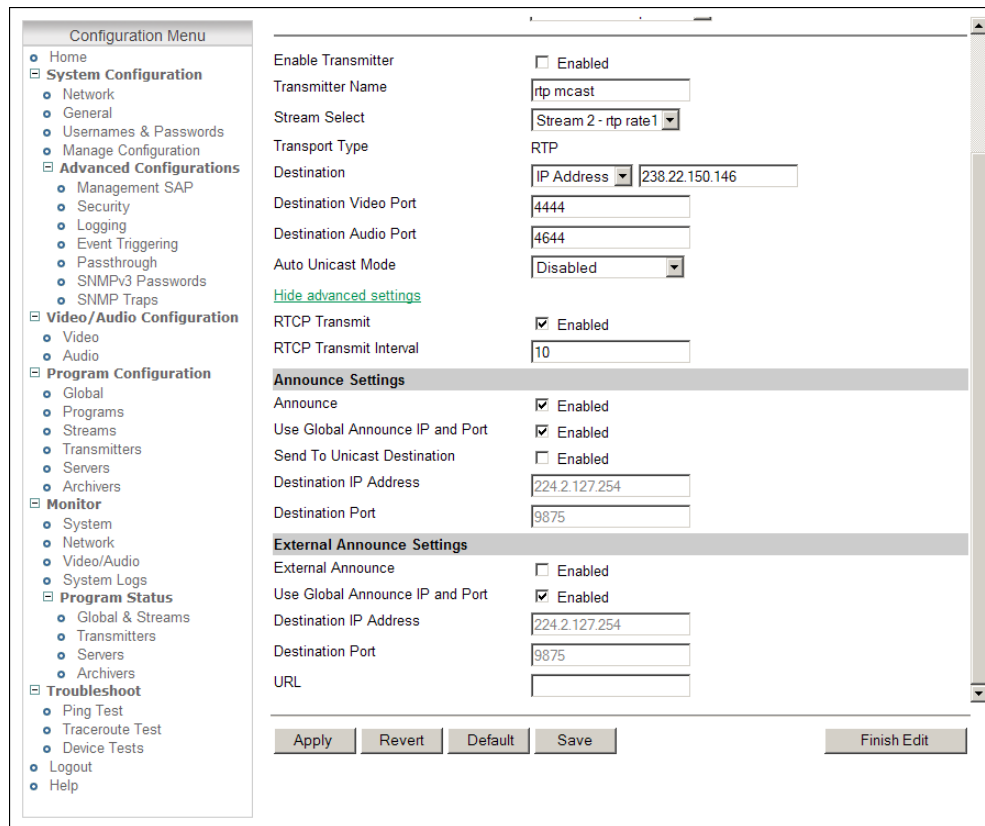 Configuration Menu
Home
System Configuration
Network
General
Usernames & Passwords
Manage Configuration
Advanced Configurations
Management SAP
Security
Logging
Event Triggering
Passthrough
SNMPv3 Passwords
SNMP Traps
Video/Audio Configuration
Video
Audio
Program Configuration
Global
Programs
Streams
Transmitters
Servers
Archivers
Monitor
System
Network
Video/Audio
System Logs
Program Status
Global & Streams
Transmitters
Servers
Archivers
Troubleshoot
Ping Test
Traceroute Test
Device Tests
Logout
Help
Enable Transmitter Enabled
Transmitter Name rtp mcast
Stream Select Stream 2 - rtp rate1
Transport Type RTP
Destination IP Address 238.22.150.146
Destination Video Port 4444
Destination Audio Port 4644
Auto Unicast Mode Disabled
Hide advanced settings
RTCP Transmit Enabled
RTCP Transmit Interval 10
Announce Settings
Announce Enabled
Use Global Announce IP and Port Enabled
Send To Unicast Destination Enabled
Destination IP Address 224.2.127.254
Destination Port 9875
External Announce Settings
External Announce Enabled
Use Global Announce IP and Port Enabled
Destination IP Address 224.2.127.254
Destination Port 9875
URL
Apply Revert Default Save Finish Edit